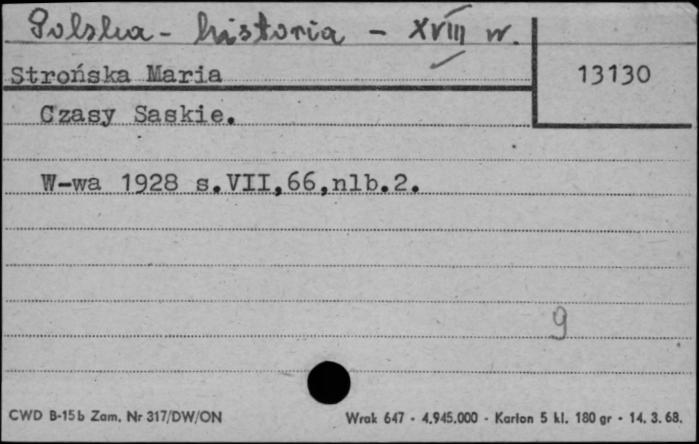 Polska - historia - XVIII w.
Strońska Maria
13130
Czasy Saskie.
W-wa 1928 s.VII,66,nlb.2.
9
CWD B-15b Zam. Nr 317/DW/ON Wrak 647 - 4.945.000 - Karton 5 kl. 180 gr - 14. 3. 68.